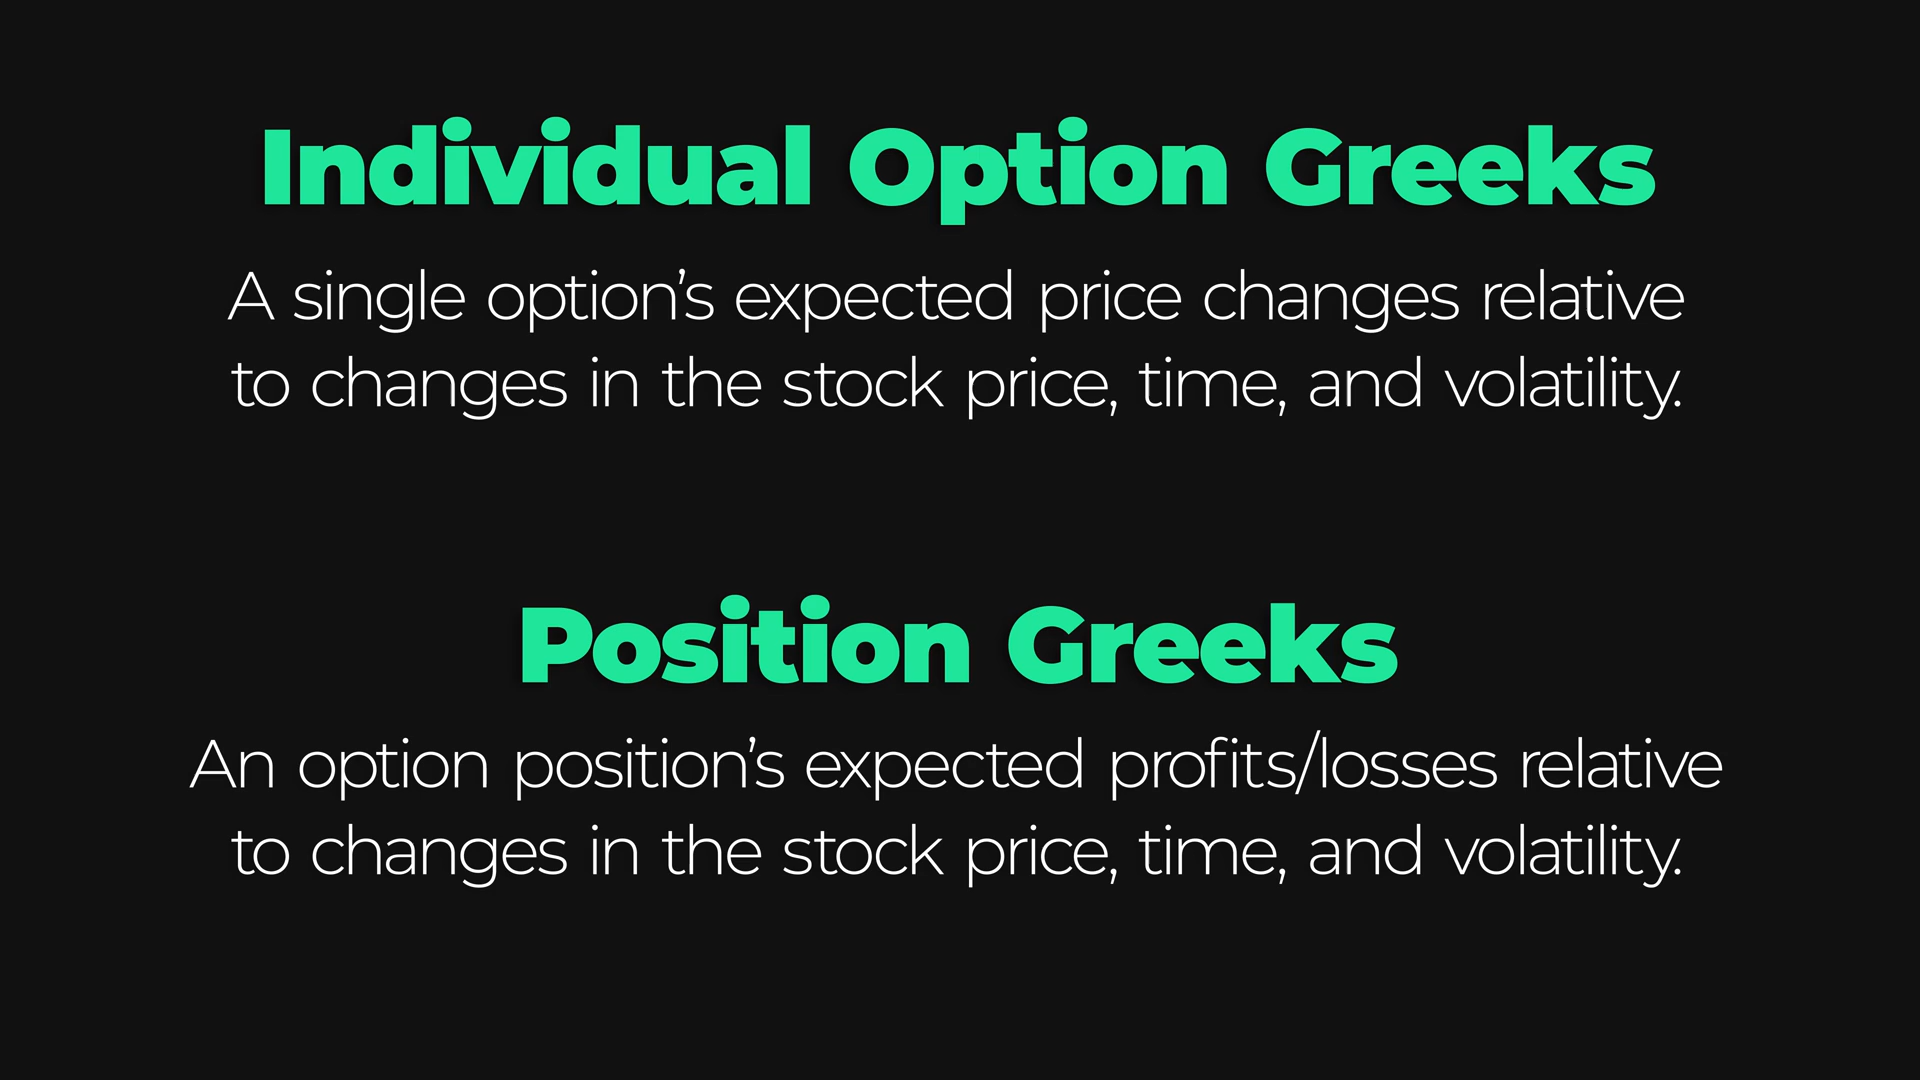 Individual Option Greeks
A single option’s expected price changes relative
to changes in the stock price, time, and volatility.
Position Greeks
An option position’s expected profits/losses relative
to changes in the stock price, time, and volatility.